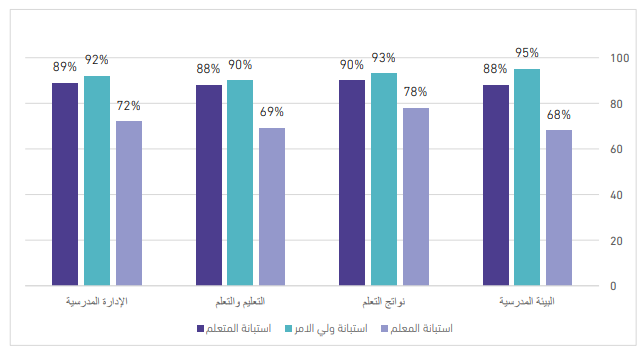 95%
93%
92%
90%
90%
89%
88%
88%
78%
72%
69%
68%
100
80
60
40
20
0
البيئة المدرسية
نواتج التعلم
التعليم والتعلم
الإدارة المدرسية
استبانة المعلم
استبانة ولي الامر
استبانة المتعلم